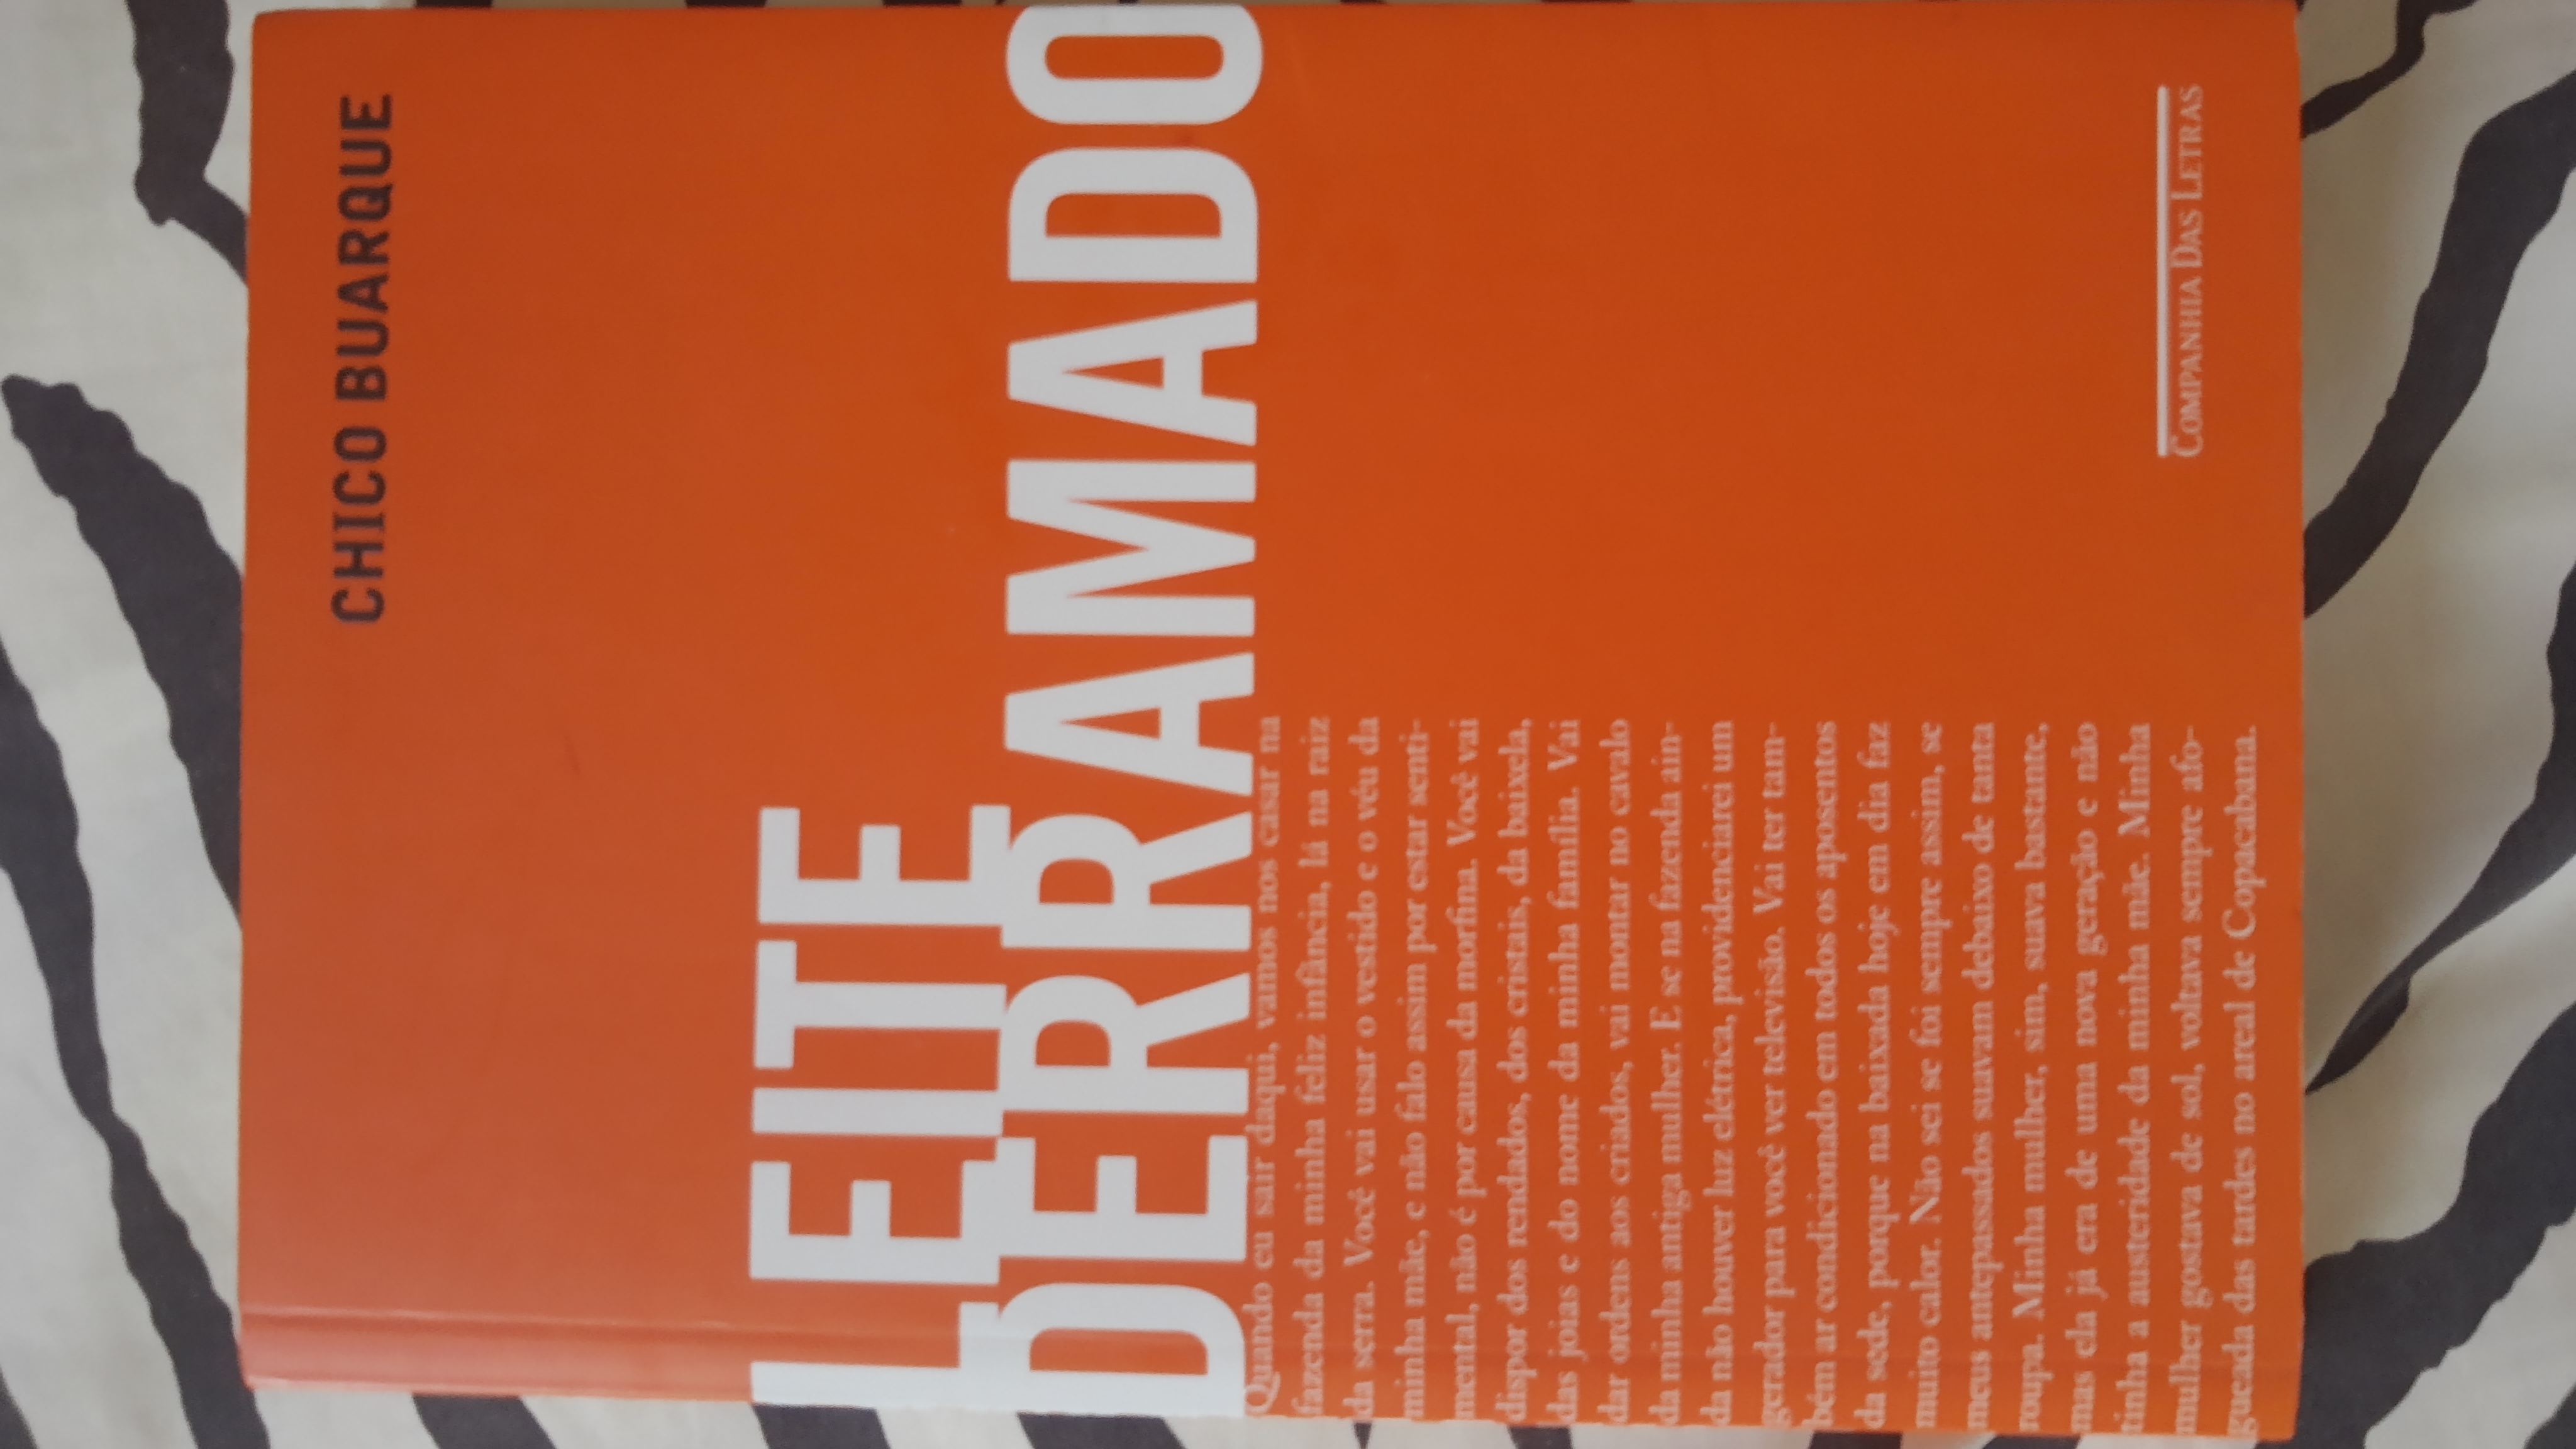 CHICO BUARQUE
LEITE
DERRAMADO
Quando eu sair daqui, vamos nos casar na
fazenda da minha feliz infância, lá na raiz
da serra. Você vai usar o vestido e o véu da
minha mãe, e não falo assim por estar senti-
mental, não é por causa da morfina. Você vai
dispor dos rendados, dos cristais, da baixela,
das joias e do nome da minha família. Vai
dar ordens aos criados, vai montar no cavalo
da minha antiga mulher. E se na fazenda ain-
da não houver luz elétrica, providenciarei um
gerador para você ver televisão. Vai ter tam-
bém ar condicionado em todos os aposentos
da sede, porque na baixada hoje em dia faz
muito calor. Não sei se foi sempre assim, se
meus antepassados suavam debaixo de tanta
roupa. Minha mulher, sim, suava bastante,
mas ela já era de uma nova geração e não
tinha a austeridade da minha mãe. Minha
mulher gostava de sol, voltava sempre afo-
gueada das tardes no areal de Copacabana.
COMPANHIA DAS LETRAS